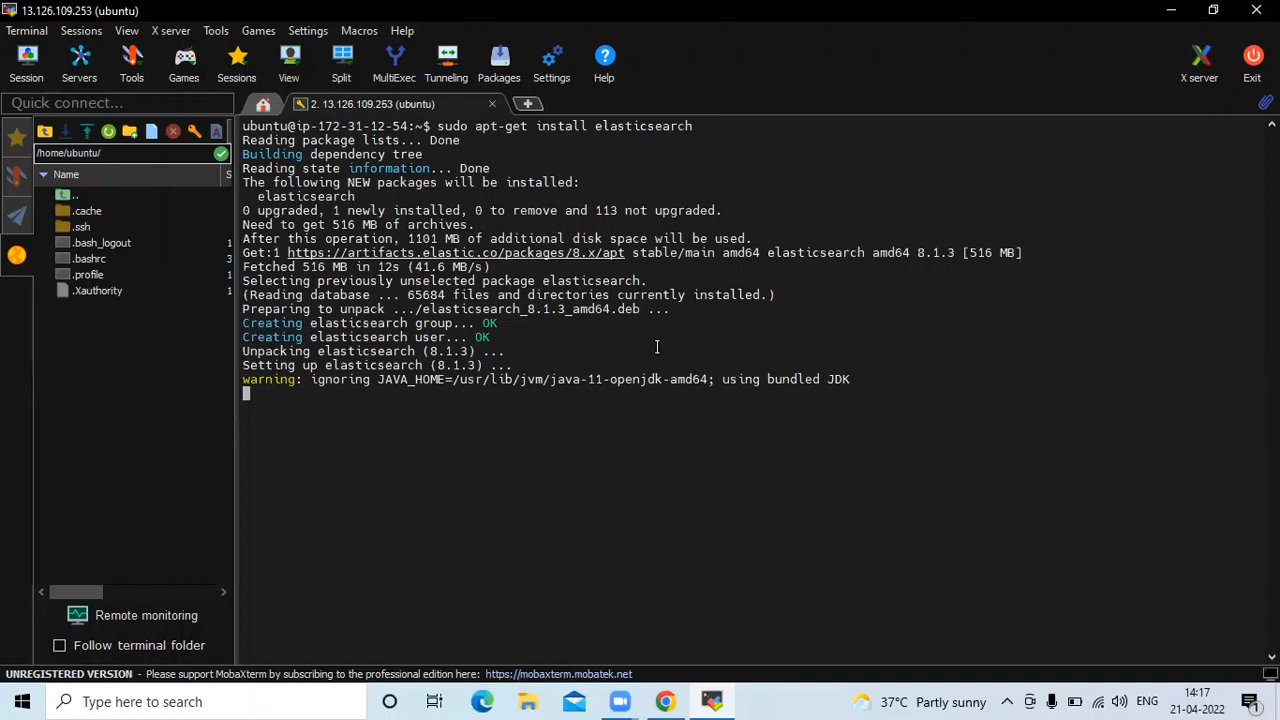 13.126.109.253 (ubuntu)
Terminal Sessions View X server Tools Games Settings Macros Help
Session Servers Tools Games Sessions View Split MultiExec Tunneling Packages Settings Help X server Exit
Quick connect...
2. 13.126.109.253 (ubuntu)
/home/ubuntu/
Name S
..
.cache
.ssh
.bash_logout 1
.bashrc 3
.profile 1
.Xauthority 1
ubuntu@ip-172-31-12-54:~$ sudo apt-get install elasticsearch
Reading package lists... Done
Building dependency tree
Reading state information... Done
The following NEW packages will be installed:
elasticsearch
0 upgraded, 1 newly installed, 0 to remove and 113 not upgraded.
Need to get 516 MB of archives.
After this operation, 1101 MB of additional disk space will be used.
Get:1 https://artifacts.elastic.co/packages/8.x/apt stable/main amd64 elasticsearch amd64 8.1.3 [516 MB]
Fetched 516 MB in 12s (41.6 MB/s)
Selecting previously unselected package elasticsearch.
(Reading database ... 65684 files and directories currently installed.)
Preparing to unpack .../elasticsearch_8.1.3_amd64.deb ...
Creating elasticsearch group... OK
Creating elasticsearch user... OK
Unpacking elasticsearch (8.1.3) ...
Setting up elasticsearch (8.1.3) ...
warning: ignoring JAVA_HOME=/usr/lib/jvm/java-11-openjdk-amd64; using bundled JDK
Remote monitoring
Follow terminal folder
UNREGISTERED VERSION - Please support MobaXterm by subscribing to the professional edition here: https://mobaxterm.mobatek.net
Type here to search
37°C Partly sunny
ENG
14:17
21-04-2022
1